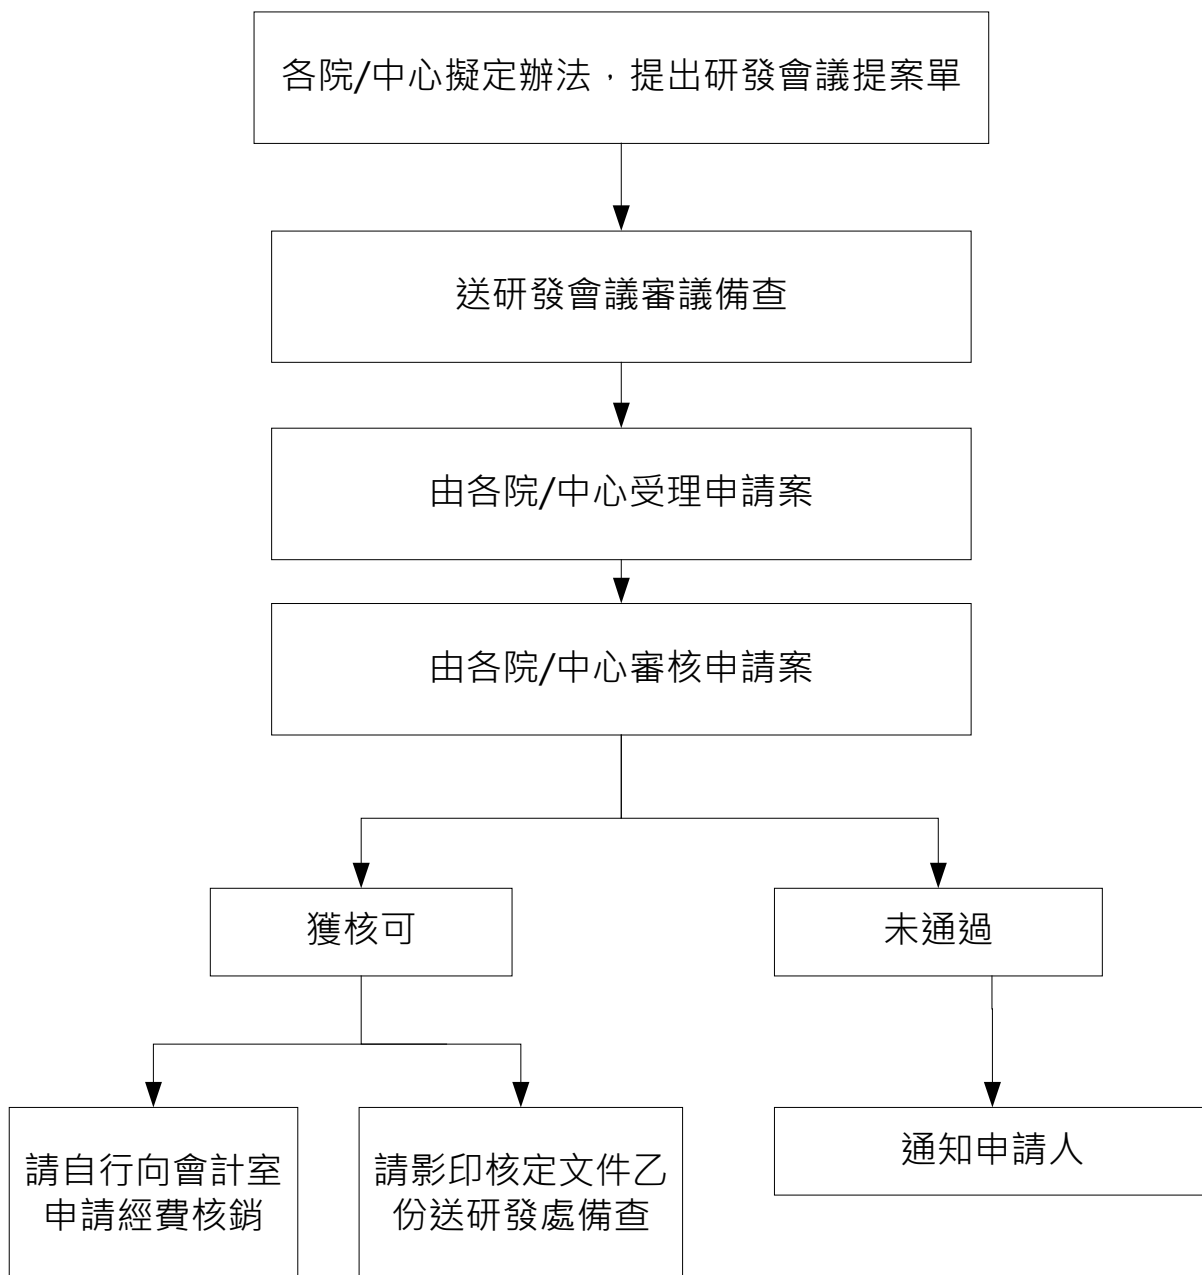 各院/中心擬定辦法，提出研發會議提案單
送研發會議審議備查
由各院/中心受理申請案
由各院/中心審核申請案
獲核可
未通過
請自行向會計室
申請經費核銷
請影印核定文件乙
份送研發處備查
通知申請人